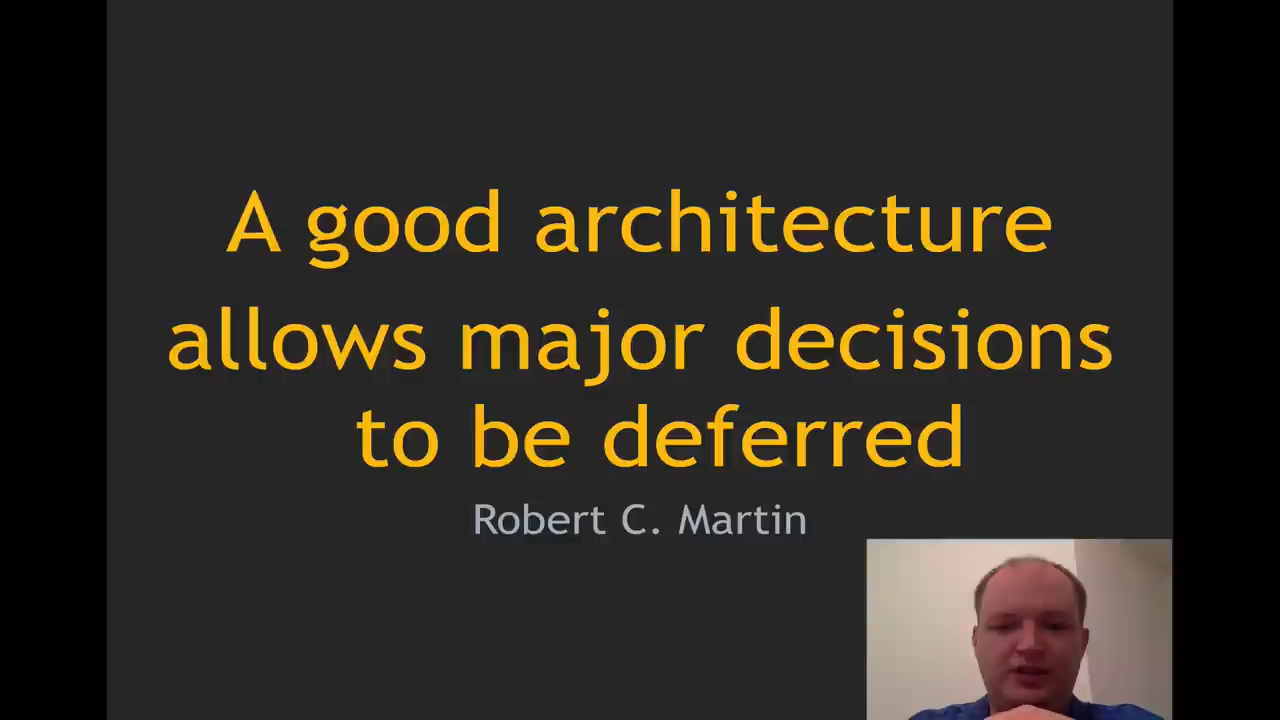 A good architecture
allows major decisions
to be deferred
Robert C. Martin